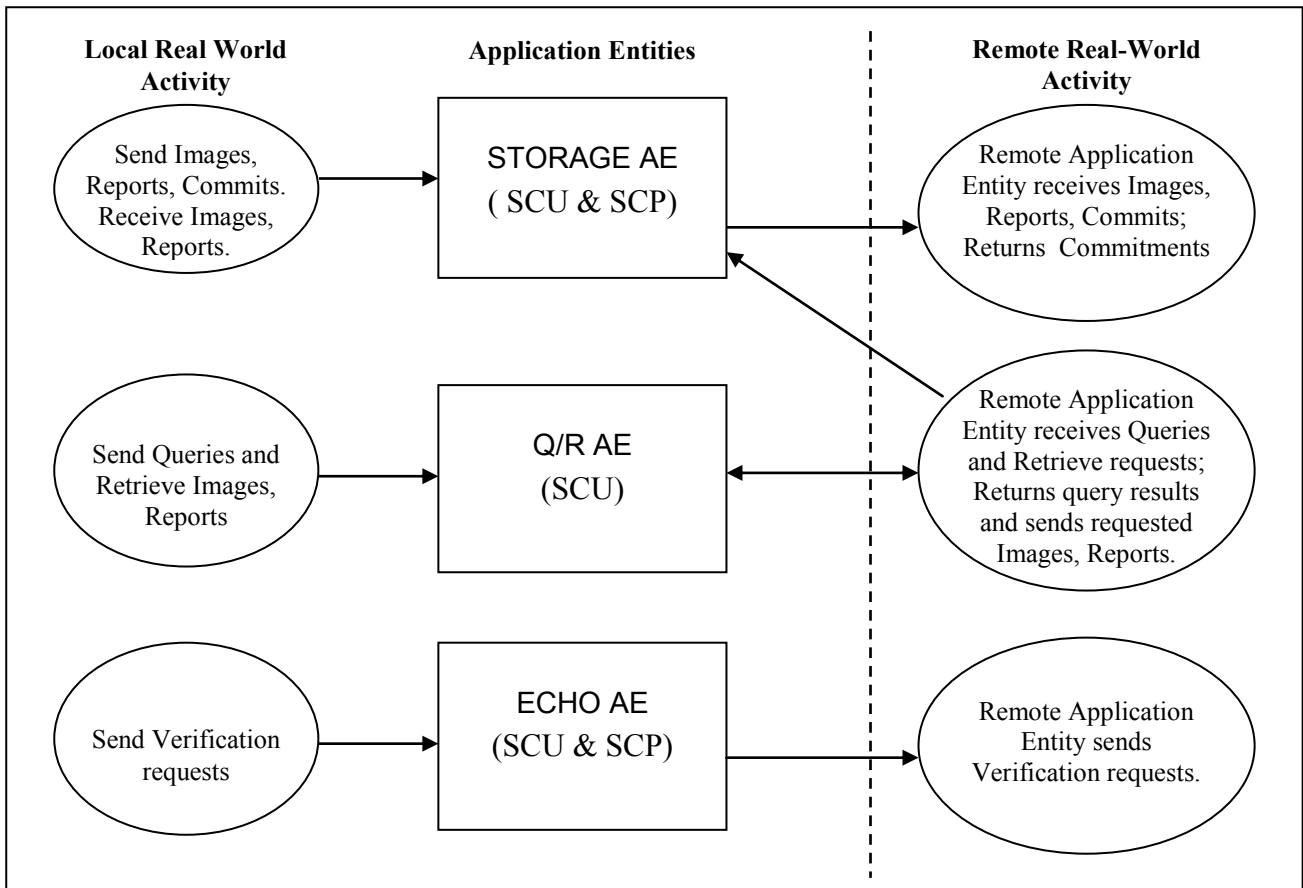 Local Real World
Activity
Application Entities
Remote Real-World
Activity
Send Images,
Reports, Commits.
Receive Images,
Reports.
STORAGE AE
( SCU & SCP)
Remote Application
Entity receives Images,
Reports, Commits;
Returns Commitments
Send Queries and
Retrieve Images,
Reports
Q/R AE
(SCU)
Remote Application
Entity receives Queries
and Retrieve requests;
Returns query results
and sends requested
Images, Reports.
Send Verification
requests
ECHO AE
(SCU & SCP)
Remote Application
Entity sends
Verification requests.